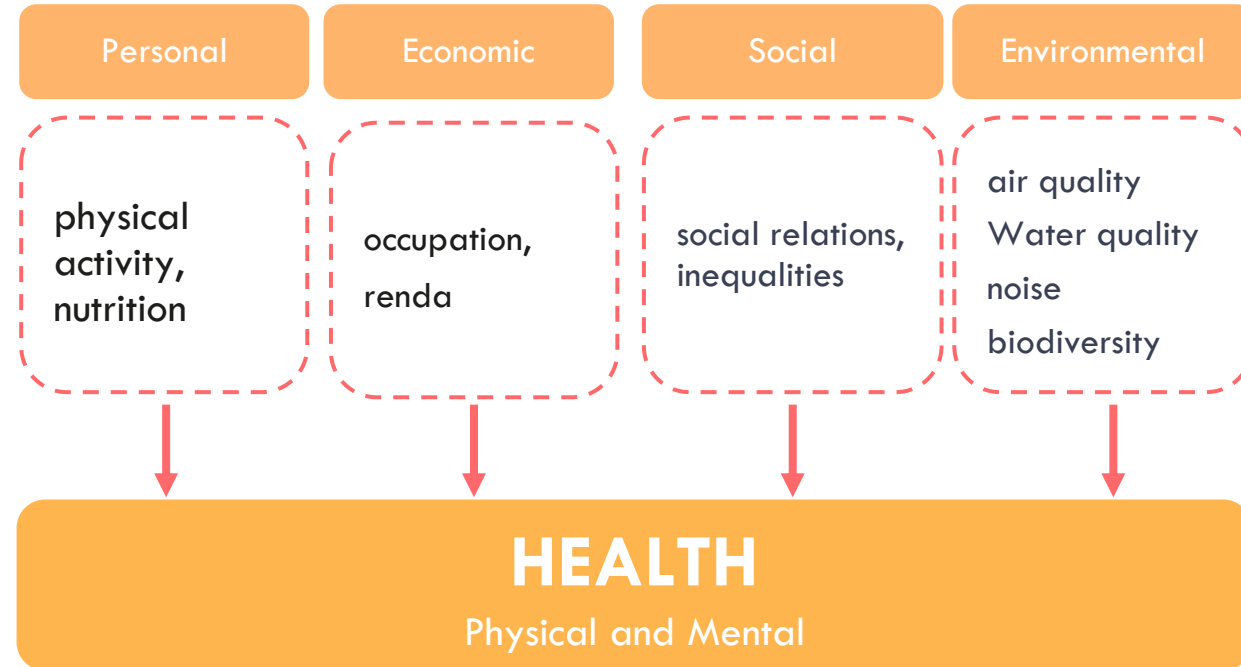 Personal
Economic
Social
Environmental
physical
activity,
nutrition
occupation,
renda
social relations,
inequalities
air quality
Water quality
noise
biodiversity
HEALTH
Physical and Mental